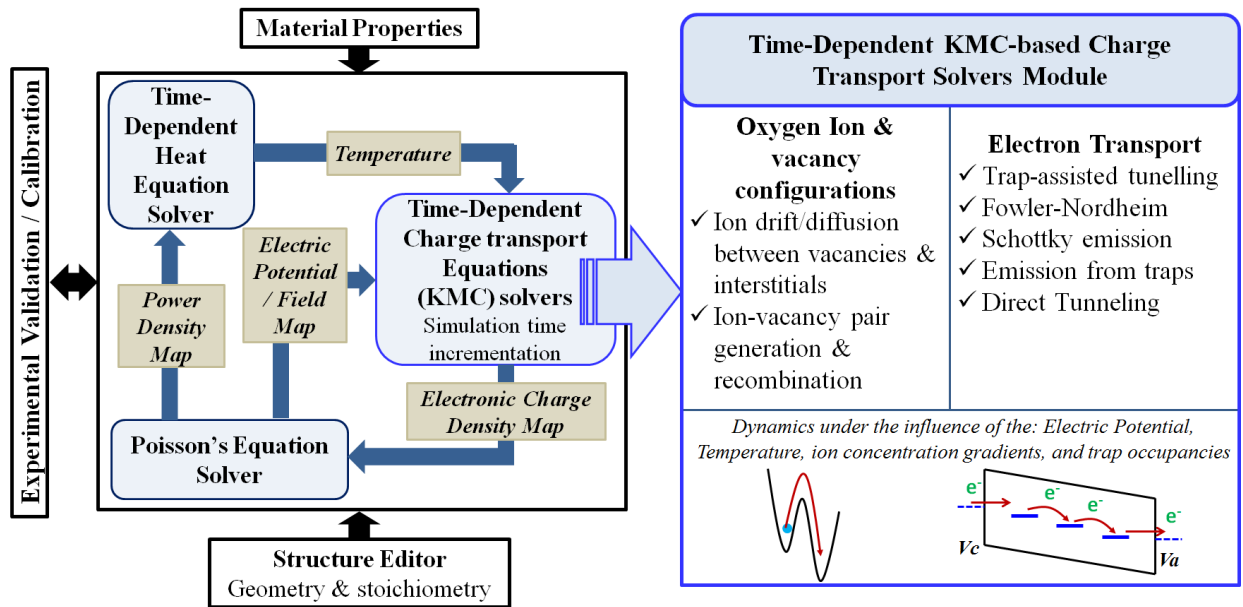 Experimental Validation / Calibration
Material Properties
Time-
Dependent
Heat
Equation
Solver
Temperature
Time-Dependent
Charge transport
Equations
(KMC) solvers
Simulation time
incrementation
Electric
Potential
/ Field
Map
Power
Density
Map
Electronic Charge
Density Map
Poisson's Equation
Solver
Structure Editor
Geometry & stoichiometry
Time-Dependent KMC-based Charge
Transport Solvers Module
Oxygen Ion &
vacancy
configurations
✓ Ion drift/diffusion
between vacancies &
interstitials
✓ Ion-vacancy pair
generation &
recombination
Electron Transport
✓ Trap-assisted tunelling
✓ Fowler-Nordheim
✓ Schottky emission
✓ Emission from traps
✓ Direct Tunneling
Dynamics under the influence of the: Electric Potential,
Temperature, ion concentration gradients, and trap occupancies
e-
e-
e-
e-
Vc
Va